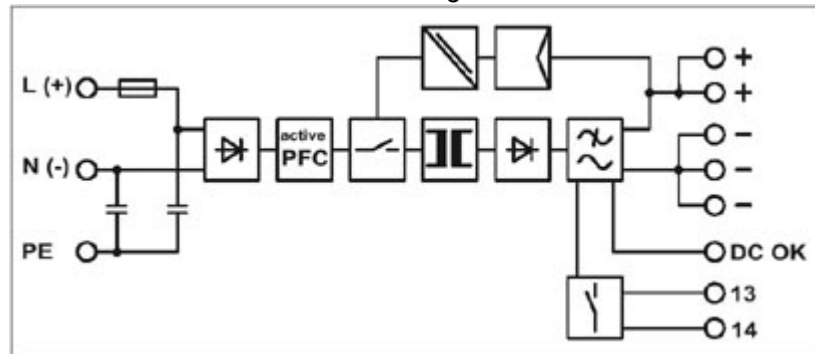 L (+)
N (-)
PE
active
PFC
+
+
−
−
−
DC OK
13
14